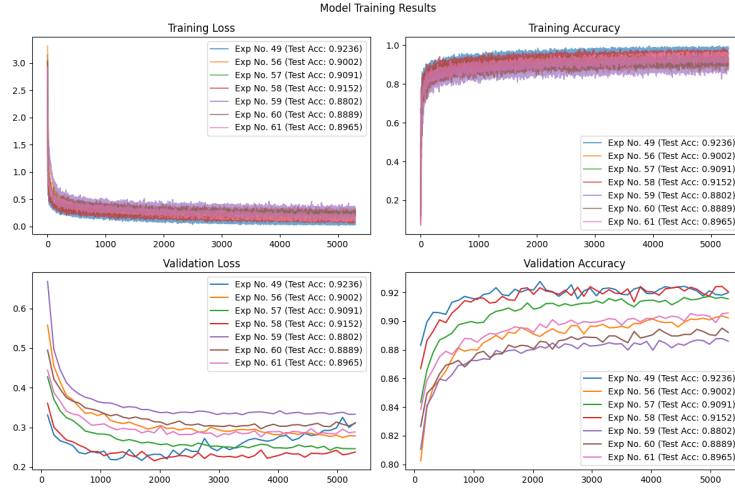 Model Training Results
Training Loss
Exp No. 49 (Test Acc: 0.9236)
Exp No. 56 (Test Acc: 0.9002)
Exp No. 57 (Test Acc: 0.9091)
Exp No. 58 (Test Acc: 0.9152)
Exp No. 59 (Test Acc: 0.8802)
Exp No. 60 (Test Acc: 0.8889)
Exp No. 61 (Test Acc: 0.8965)
3.0
2.5
2.0
1.5
1.0
0.5
0.0
0 1000 2000 3000 4000 5000
Training Accuracy
1.0
0.8
0.6
0.4
0.2
Exp No. 49 (Test Acc: 0.9236)
Exp No. 56 (Test Acc: 0.9002)
Exp No. 57 (Test Acc: 0.9091)
Exp No. 58 (Test Acc: 0.9152)
Exp No. 59 (Test Acc: 0.8802)
Exp No. 60 (Test Acc: 0.8889)
Exp No. 61 (Test Acc: 0.8965)
0 1000 2000 3000 4000 5000
Validation Loss
Exp No. 49 (Test Acc: 0.9236)
Exp No. 56 (Test Acc: 0.9002)
Exp No. 57 (Test Acc: 0.9091)
Exp No. 58 (Test Acc: 0.9152)
Exp No. 59 (Test Acc: 0.8802)
Exp No. 60 (Test Acc: 0.8889)
Exp No. 61 (Test Acc: 0.8965)
0.6
0.5
0.4
0.3
0.2
0 1000 2000 3000 4000 5000
Validation Accuracy
0.92
0.90
0.88
0.86
0.84
0.82
0.80
Exp No. 49 (Test Acc: 0.9236)
Exp No. 56 (Test Acc: 0.9002)
Exp No. 57 (Test Acc: 0.9091)
Exp No. 58 (Test Acc: 0.9152)
Exp No. 59 (Test Acc: 0.8802)
Exp No. 60 (Test Acc: 0.8889)
Exp No. 61 (Test Acc: 0.8965)
0 1000 2000 3000 4000 5000